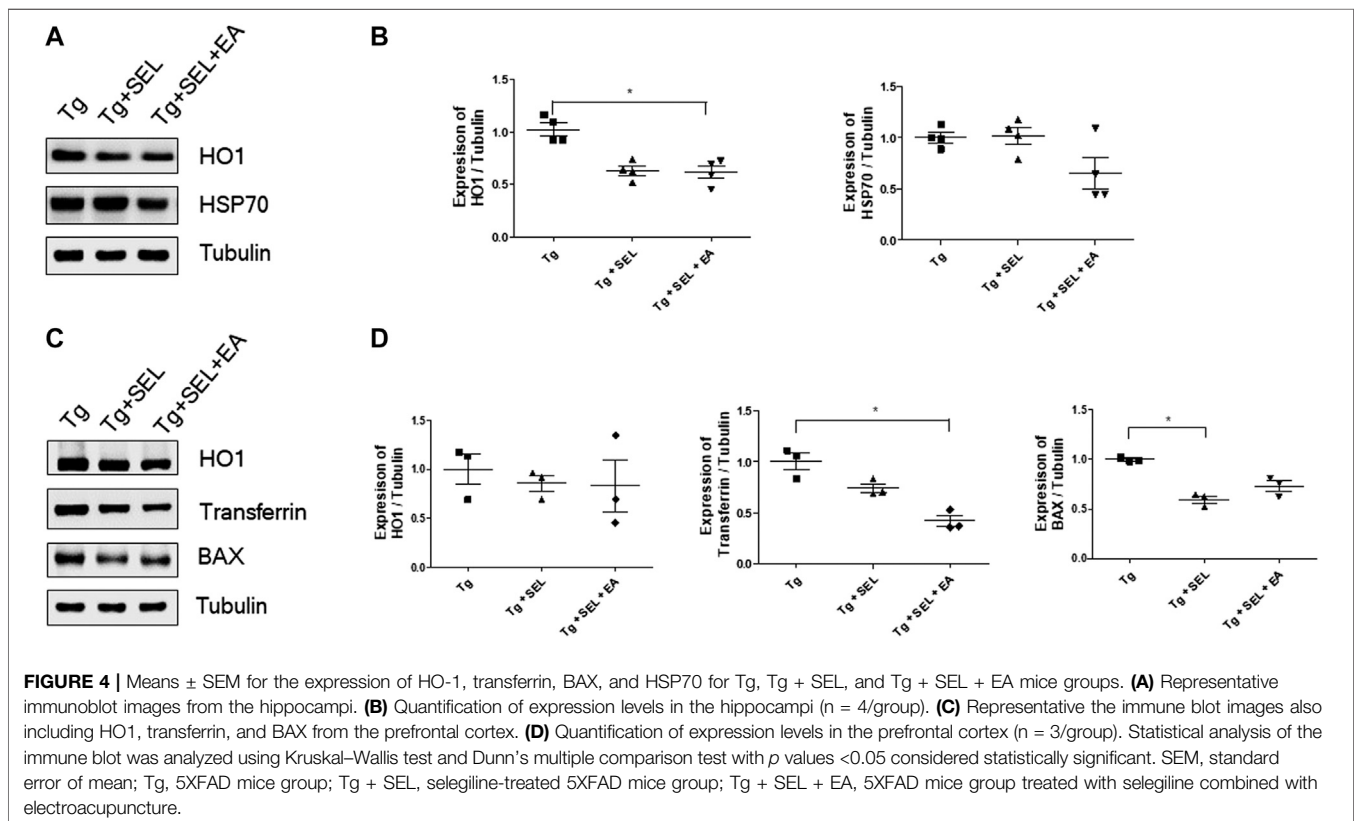 A
Tg
Tg+SEL
Tg+SEL+EA
HO1
HSP70
Tubulin
B
Expresison of
HO1 / Tubulin
1.5
1.0
0.5
0.0
*
Tg
Tg + SEL
Tg + SEL + EA
Expresison of
HSP70 / Tubulin
1.5
1.0
0.5
0.0
Tg
Tg + SEL
Tg + SEL + EA
C
Tg
Tg+SEL
Tg+SEL+EA
HO1
Transferrin
BAX
Tubulin
D
Expression of
HO1 / Tubulin
1.5
1.0
0.5
0.0
Tg
Tg + SEL
Tg + SEL + EA
Expression of
Transferrin / Tubulin
1.5
1.0
0.5
0.0
*
Tg
Tg + SEL
Tg + SEL + EA
Expresison of
BAX / Tubulin
1.5
1.0
0.5
0.0
*
Tg
Tg + SEL
Tg + SEL + EA
FIGURE 4 | Means ± SEM for the expression of HO-1, transferrin, BAX, and HSP70 for Tg, Tg + SEL, and Tg + SEL + EA mice groups. (A) Representative
immunoblot images from the hippocampi. (B) Quantification of expression levels in the hippocampi (n = 4/group). (C) Representative the immune blot images also
including HO1, transferrin, and BAX from the prefrontal cortex. (D) Quantification of expression levels in the prefrontal cortex (n = 3/group). Statistical analysis of the
immune blot was analyzed using Kruskal–Wallis test and Dunn's multiple comparison test with p values <0.05 considered statistically significant. SEM, standard
error of mean; Tg, 5XFAD mice group; Tg + SEL, selegiline-treated 5XFAD mice group; Tg + SEL + EA, 5XFAD mice group treated with selegiline combined with
electroacupuncture.